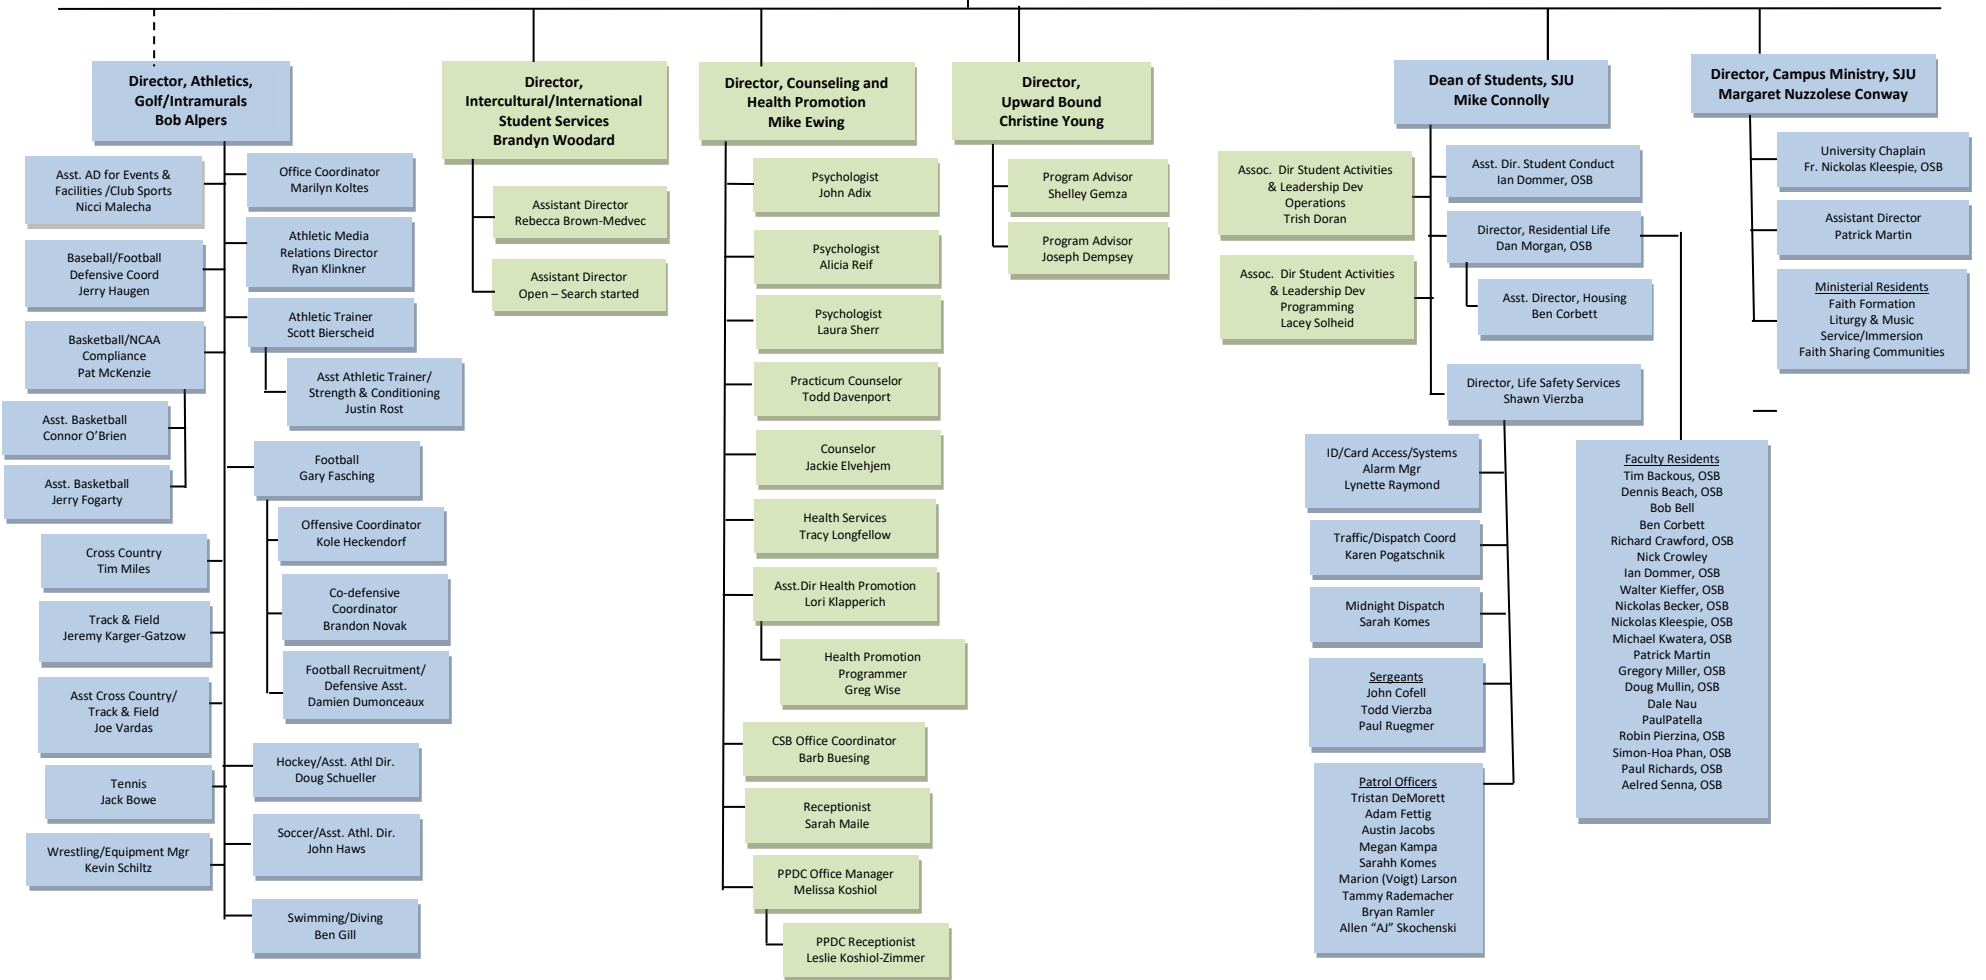 Director, Athletics,
Golf/Intramurals
Bob Alpers
Asst. AD for Events &
Facilities /Club Sports
Nicci Malecha
Baseball/Football
Defensive Coord
Jerry Haugen
Basketball/NCAA
Compliance
Pat McKenzie
Asst. Basketball
Connor O’Brien
Asst. Basketball
Jerry Fogarty
Cross Country
Tim Miles
Track & Field
Jeremy Karger-Gatzow
Asst Cross Country/
Track & Field
Joe Vardas
Tennis
Jack Bowe
Wrestling/Equipment Mgr
Kevin Schiltz
Office Coordinator
Marilyn Koltes
Athletic Media
Relations Director
Ryan Klinkner
Athletic Trainer
Scott Bierscheid
Asst Athletic Trainer/
Strength & Conditioning
Justin Rost
Football
Gary Fasching
Offensive Coordinator
Kole Heckendorf
Co-defensive
Coordinator
Brandon Novak
Football Recruitment/
Defensive Asst.
Damien Dumonceaux
Hockey/Asst. Athl Dir.
Doug Schueller
Soccer/Asst. Athl. Dir.
John Haws
Swimming/Diving
Ben Gill
Director,
Intercultural/International
Student Services
Brandyn Woodard
Assistant Director
Rebecca Brown-Medvec
Assistant Director
Open – Search started
Director, Counseling and
Health Promotion
Mike Ewing
Psychologist
John Adix
Psychologist
Alicia Reif
Psychologist
Laura Sherr
Practicum Counselor
Todd Davenport
Counselor
Jackie Elvehjem
Health Services
Tracy Longfellow
Asst.Dir Health Promotion
Lori Klapperich
Health Promotion
Programmer
Greg Wise
CSB Office Coordinator
Barb Buesing
Receptionist
Sarah Maile
PPDC Office Manager
Melissa Koshiol
PPDC Receptionist
Leslie Koshiol-Zimmer
Director,
Upward Bound
Christine Young
Program Advisor
Shelley Gemza
Program Advisor
Joseph Dempsey
Dean of Students, SJU
Mike Connolly
Assoc.  Dir Student Activities
& Leadership Dev
Operations
Trish Doran
Assoc.  Dir Student Activities
& Leadership Dev
Programming
Lacey Solheid
Asst. Dir. Student Conduct
Ian Dommer, OSB
Director, Residential Life
Dan Morgan, OSB
Asst. Director, Housing
Ben Corbett
Director, Life Safety Services
Shawn Vierzba
ID/Card Access/Systems
Alarm Mgr
Lynette Raymond
Traffic/Dispatch Coord
Karen Pogatschnik
Midnight Dispatch
Sarah Komes
Sergeants
John Cofell
Todd Vierzba
Paul Ruegmer
Patrol Officers
Tristan DeMorett
Adam Fettig
Austin Jacobs
Megan Kampa
Sarahh Komes
Marion (Voigt) Larson
Tammy Rademacher
Bryan Ramler
Allen “AJ” Skochenski
Faculty Residents
Tim Backous, OSB
Dennis Beach, OSB
Bob Bell
Ben Corbett
Richard Crawford, OSB
Nick Crowley
Ian Dommer, OSB
Walter Kieffer, OSB
Nickolas Becker, OSB
Nickolas Kleespie, OSB
Michael Kwatera, OSB
Patrick Martin
Gregory Miller, OSB
Doug Mullin, OSB
Dale Nau
PaulPatella
Robin Pierzina, OSB
Simon-Hoa Phan, OSB
Paul Richards, OSB
Aelred Senna, OSB
Director, Campus Ministry, SJU
Margaret Nuzzolese Conway
University Chaplain
Fr. Nickolas Kleespie, OSB
Assistant Director
Patrick Martin
Ministerial Residents
Faith Formation
Liturgy & Music
Service/Immersion
Faith Sharing Communities